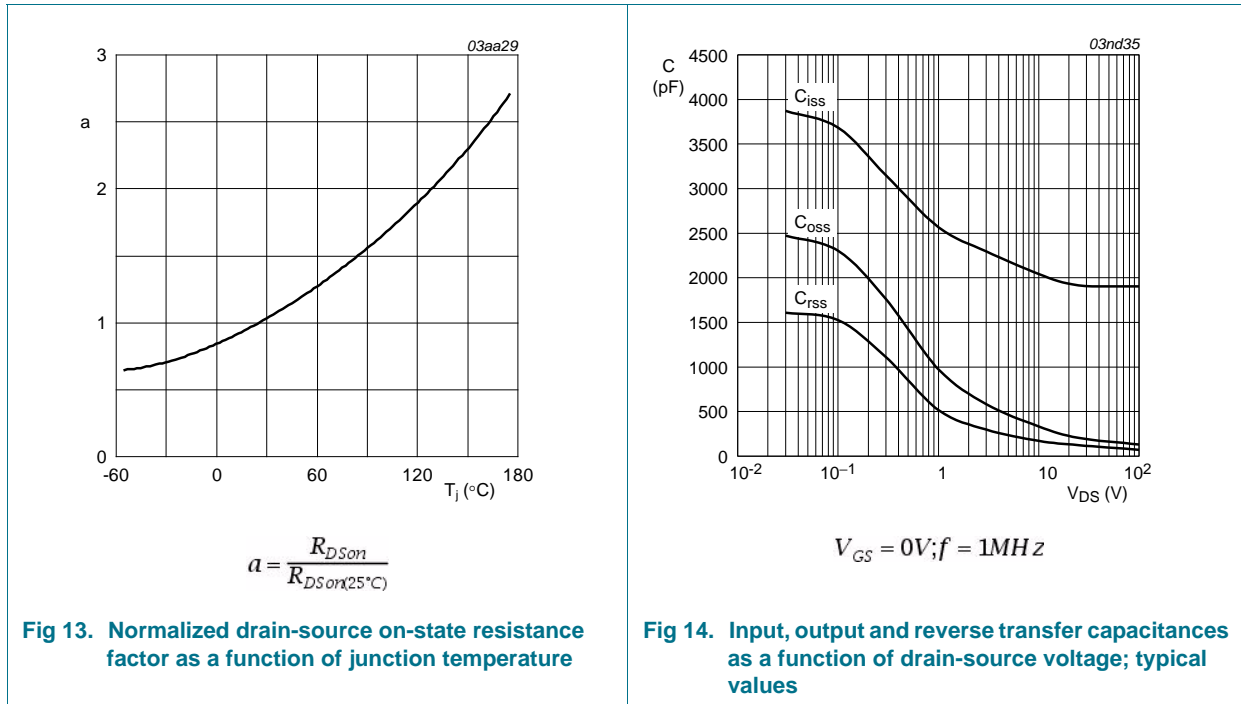 03aa29
3
a
2
1
0
-60
0
60
120
180
Tj (°C)
a = RDSon / RDSon(25°C)
Fig 13. Normalized drain-source on-state resistance
factor as a function of junction temperature
03nd35
4500
C
(pF)
4000
3500
3000
2500
2000
1500
1000
500
0
Ciss
Coss
Crss
10-2
10−1
1
10
102
VDS (V)
VGS = 0V;f = 1MHz
Fig 14. Input, output and reverse transfer capacitances
as a function of drain-source voltage; typical
values